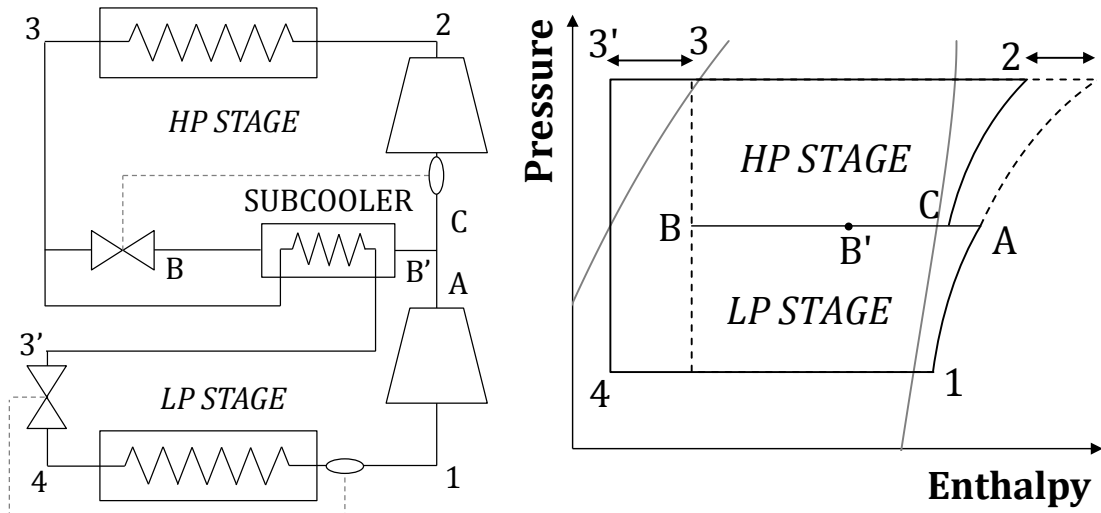 3
2
HP STAGE
SUBCOOLER
C
B
B'
A
3’
LP STAGE
4
1
Pressure
3'
3
2
HP STAGE
C
B
B'
A
LP STAGE
4
1
Enthalpy